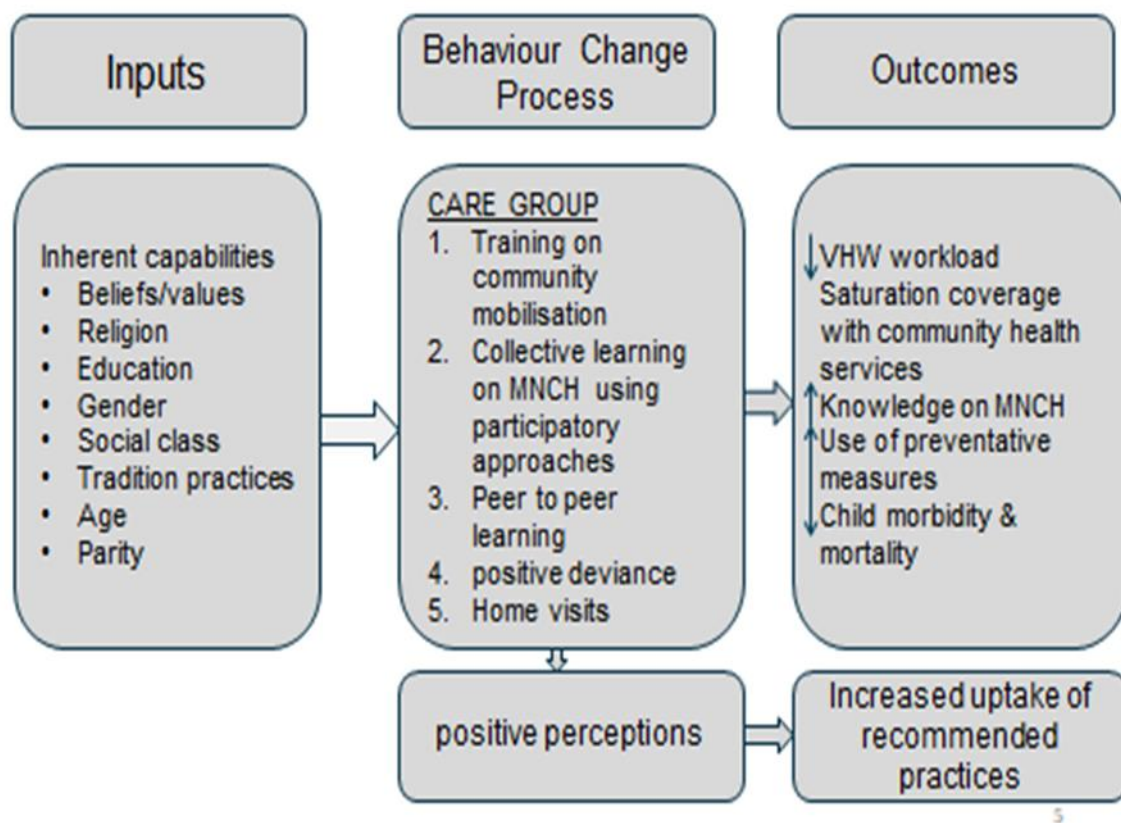 Inputs
Behaviour Change
Process
Outcomes
Inherent capabilities
• Beliefs/values
• Religion
• Education
• Gender
• Social class
• Tradition practices
• Age
• Parity
CARE GROUP
1. Training on
community
mobilisation
2. Collective learning
on MNCH using
participatory
approaches
3. Peer to peer
learning
4. positive deviance
5. Home visits
VHW workload
Saturation coverage
with community health
services
Knowledge on MNCH
Use of preventative
measures
Child morbidity &
mortality
positive perceptions
Increased uptake of
recommended
practices
5